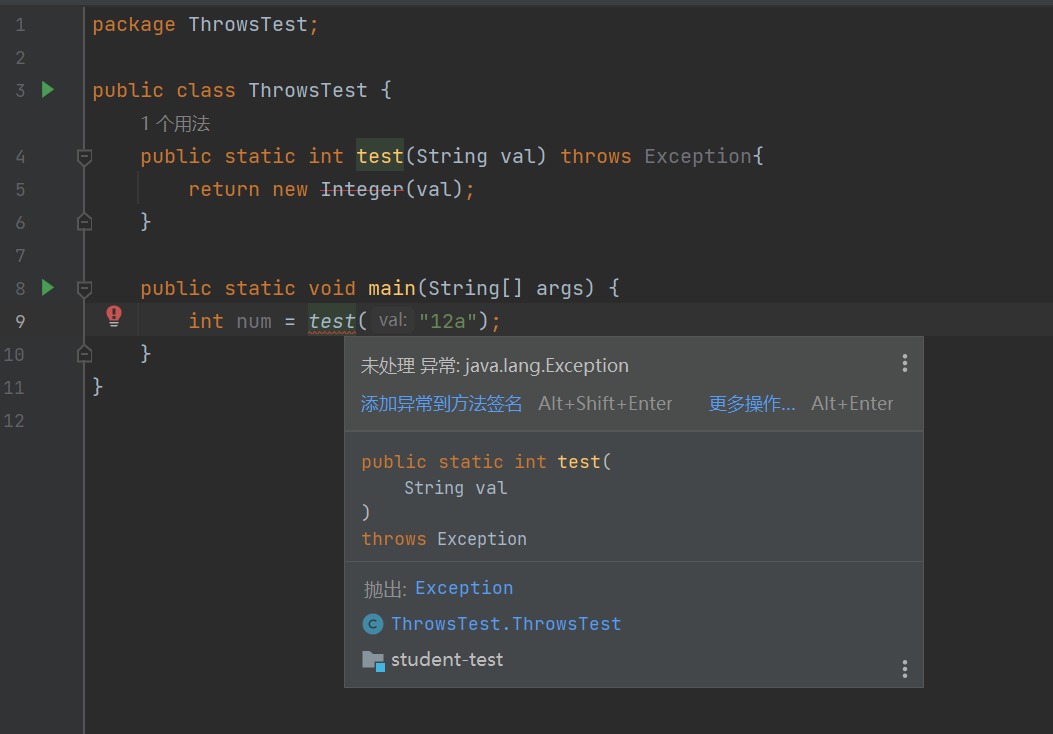 1 package ThrowsTest;
2
3 public class ThrowsTest {
1 个用法
4 public static int test(String val) throws Exception{
5 return new Integer(val);
6 }
7
8 public static void main(String[] args) {
9 int num = test( val: "12a");
10 }
11 }
12
未处理 异常: java.lang.Exception
添加异常到方法签名 Alt+Shift+Enter 更多操作... Alt+Enter
public static int test(
String val
)
throws Exception
抛出: Exception
C ThrowsTest.ThrowsTest
student-test